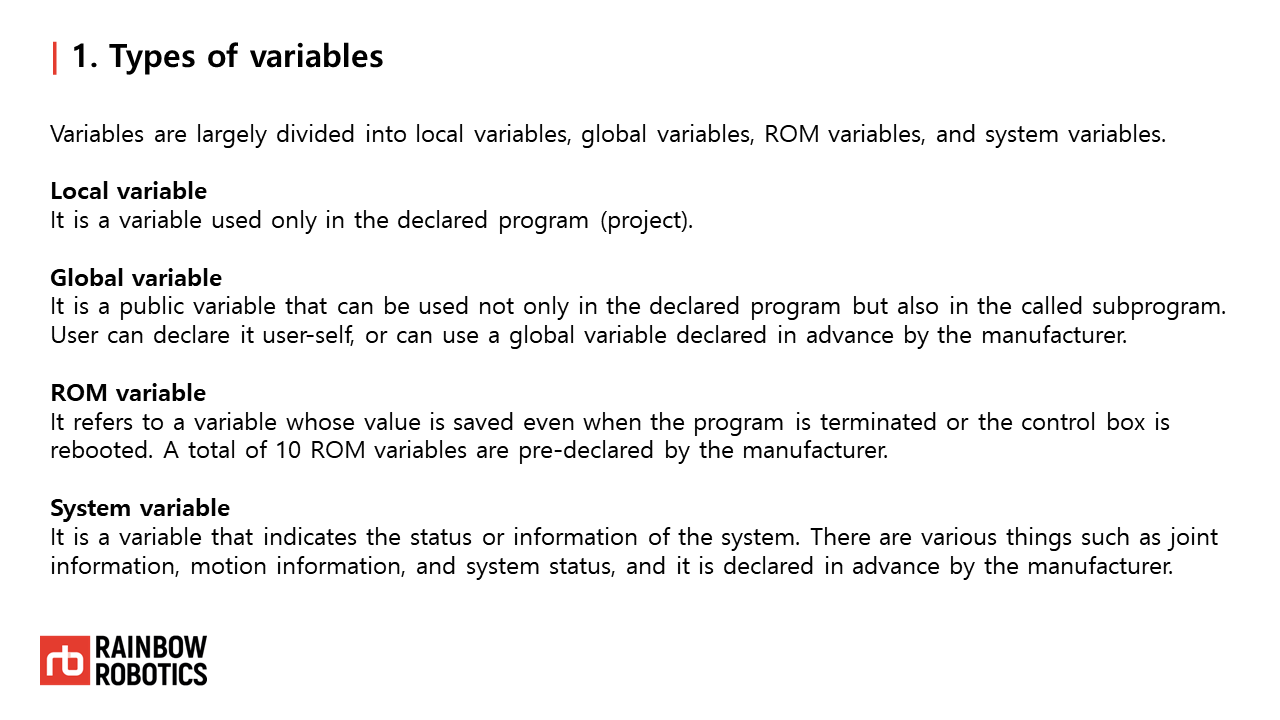 1. Types of variables
Variables are largely divided into local variables, global variables, ROM variables, and system variables.
Local variable
It is a variable used only in the declared program (project).
Global variable
It is a public variable that can be used not only in the declared program but also in the called subprogram.
User can declare it user-self, or can use a global variable declared in advance by the manufacturer.
ROM variable
It refers to a variable whose value is saved even when the program is terminated or the control box is
rebooted. A total of 10 ROM variables are pre-declared by the manufacturer.
System variable
It is a variable that indicates the status or information of the system. There are various things such as joint
information, motion information, and system status, and it is declared in advance by the manufacturer.
rb RAINBOW
ROBOTICS